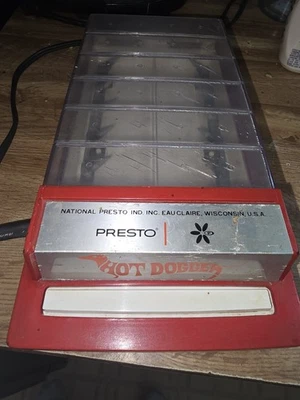 NATIONAL PRESTO IND. INC. EAU CLAIRE, WISCONSIN U.S.A.
PRESTO®
HOT DOGGER